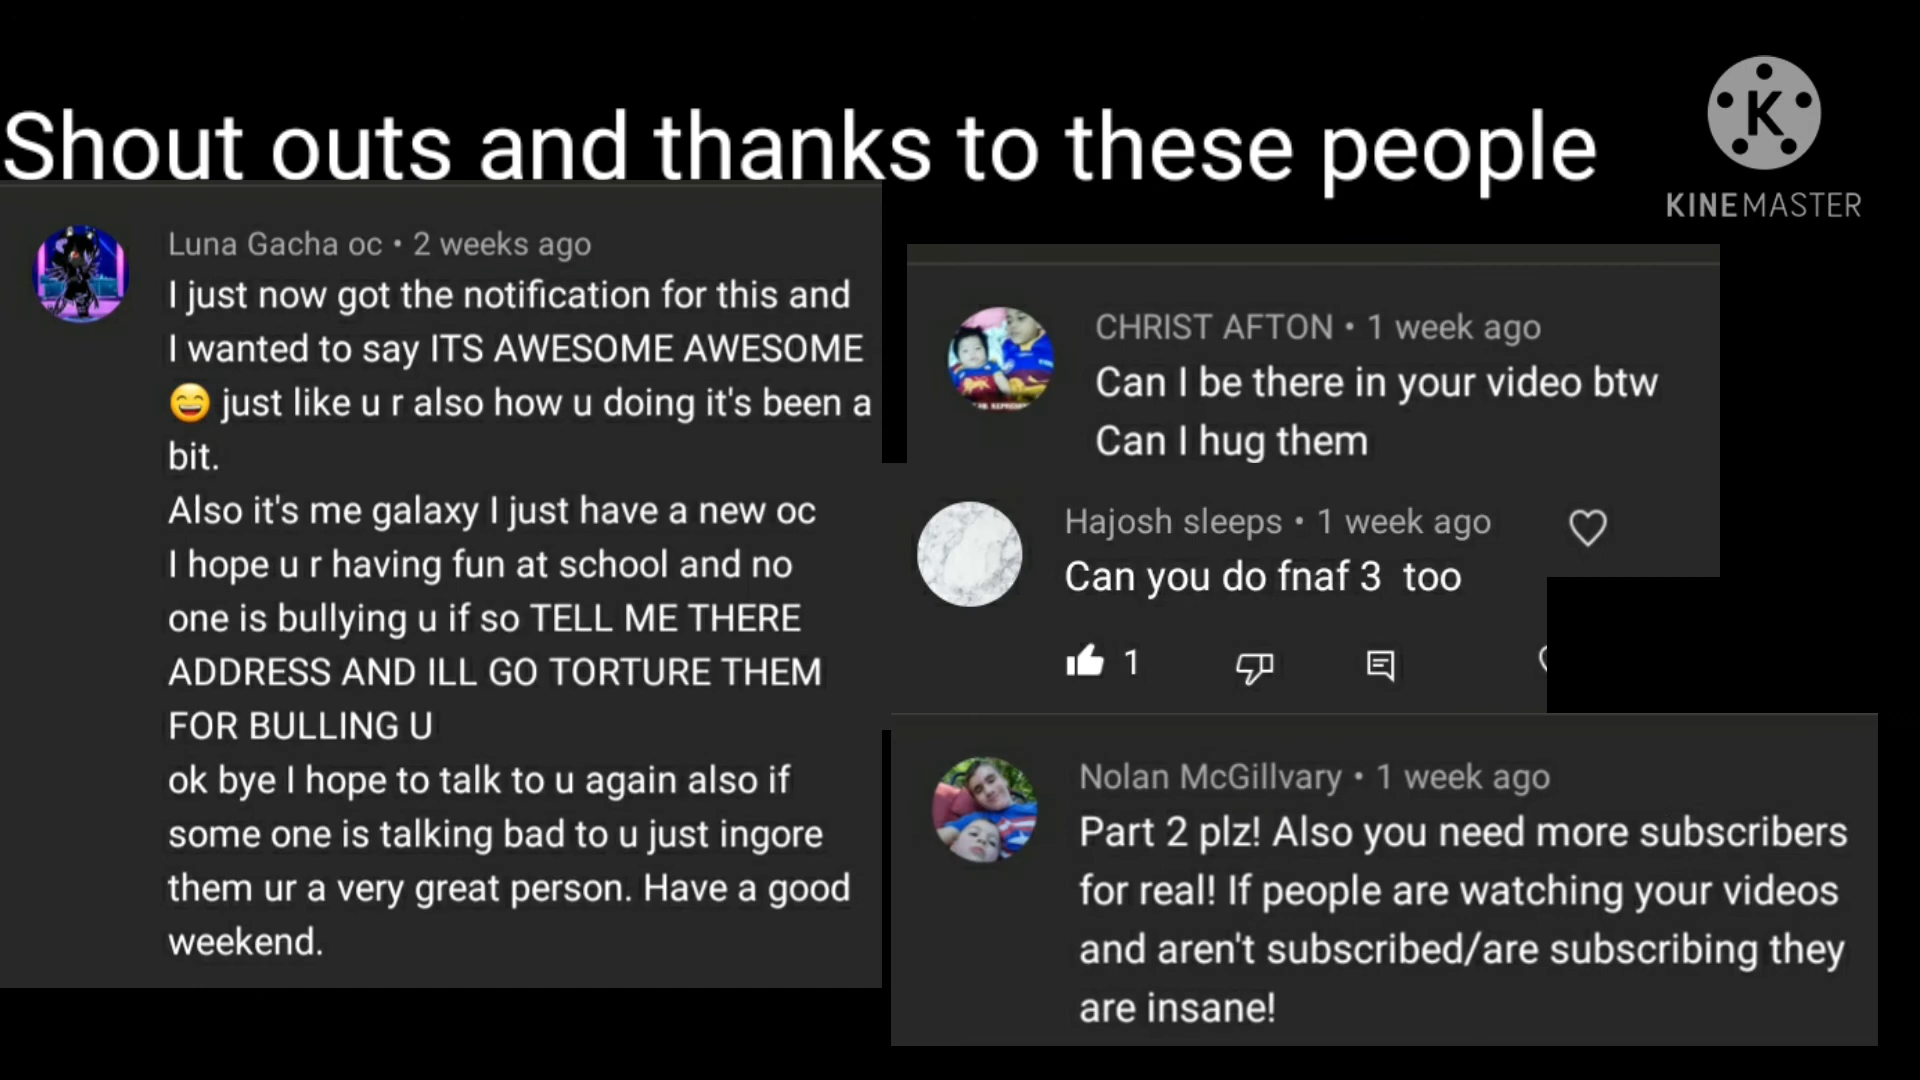 Shout outs and thanks to these people
K
KINEMASTER
Luna Gacha oc • 2 weeks ago
I just now got the notification for this and
I wanted to say ITS AWESOME AWESOME
😄 just like u r also how u doing it's been a
bit.
Also it's me galaxy I just have a new oc
I hope u r having fun at school and no
one is bullying u if so TELL ME THERE
ADDRESS AND ILL GO TORTURE THEM
FOR BULLING U
ok bye I hope to talk to u again also if
some one is talking bad to u just ingore
them ur a very great person. Have a good
weekend.
CHRIST AFTON • 1 week ago
Can I be there in your video btw
Can I hug them
Hajosh sleeps • 1 week ago
Can you do fnaf 3 too
1
Nolan McGillvary • 1 week ago
Part 2 plz! Also you need more subscribers
for real! If people are watching your videos
and aren't subscribed/are subscribing they
are insane!